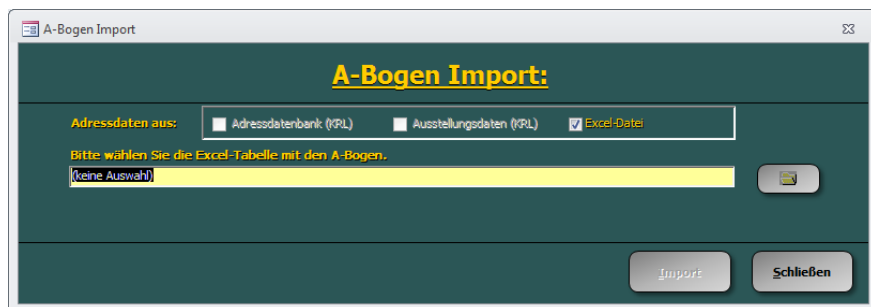 A-Bogen Import
A-Bogen Import:
Adressdaten aus: Adressdatenbank (KRL) Ausstellungsdaten (KRL) Excel-Datei
Bitte wählen Sie die Excel-Tabelle mit den A-Bogen.
(keine Auswahl)
Import Schließen